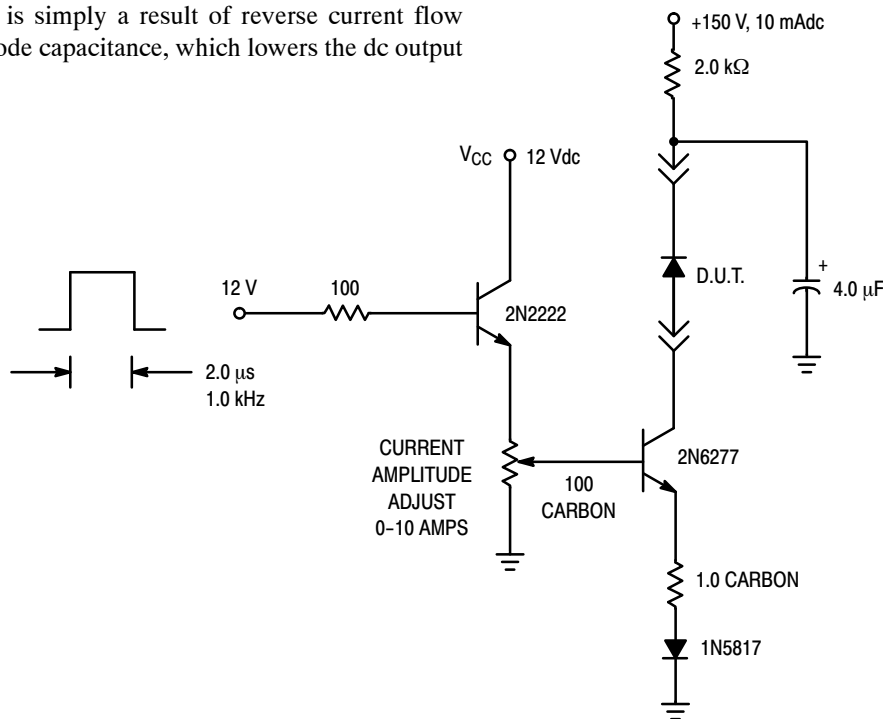 is simply a result of reverse current flow
ode capacitance, which lowers the dc output
+150 V, 10 mAdc
2.0 kΩ
VCC 12 Vdc
12 V
100
2N2222
D.U.T.
+
4.0 μF
2.0 μs
1.0 kHz
CURRENT
AMPLITUDE
ADJUST
0–10 AMPS
100
CARBON
2N6277
1.0 CARBON
1N5817